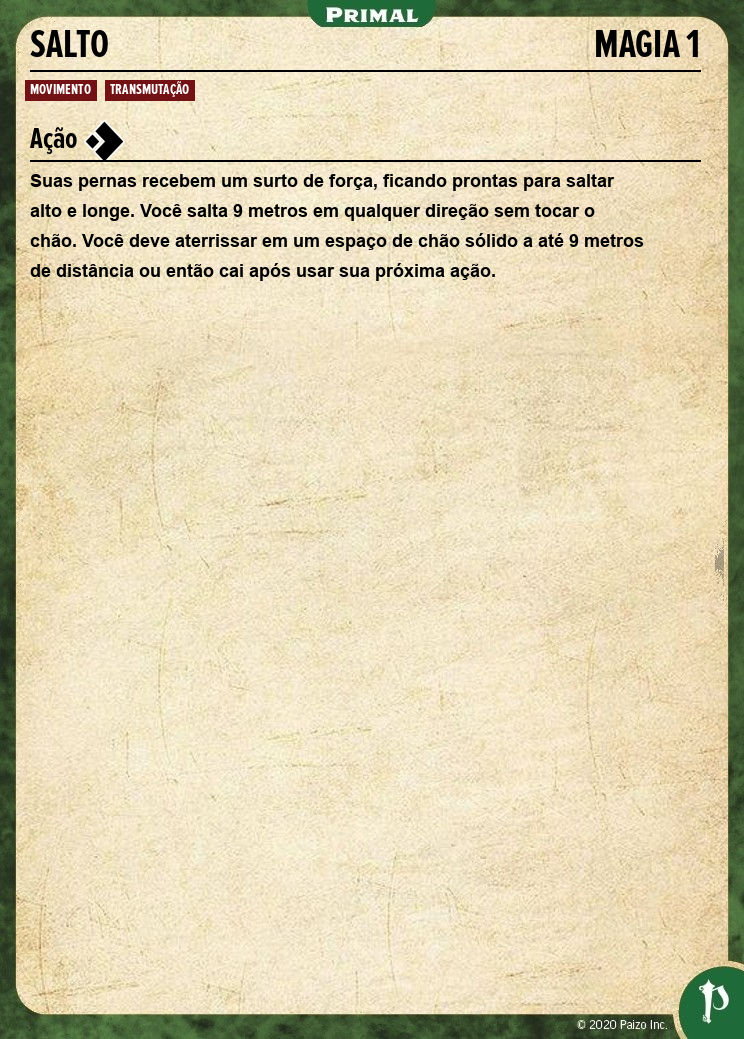 PRIMAL
SALTO MAGIA 1
MOVIMENTO TRANSMUTAÇÃO
Ação
Suas pernas recebem um surto de força, ficando prontas para saltar
alto e longe. Você salta 9 metros em qualquer direção sem tocar o
chão. Você deve aterrissar em um espaço de chão sólido a até 9 metros
de distância ou então cai após usar sua próxima ação.
© 2020 Paizo Inc.
P